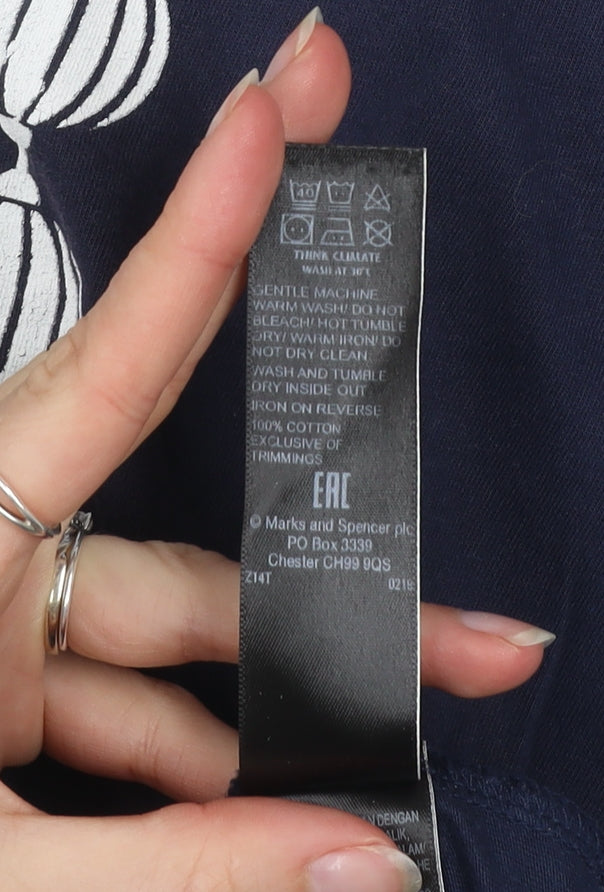 40
THINK CLIMATE
WASH AT 30°C
GENTLE MACHINE
WARM WASH/ DO NOT
BLEACH/ HOT TUMBLE
DRY/ WARM IRON/ DO
NOT DRY CLEAN
WASH AND TUMBLE
DRY INSIDE OUT
IRON ON REVERSE
100% COTTON
EXCLUSIVE OF
TRIMMINGS
EAC
© Marks and Spencer plc
PO Box 3339
Chester CH99 9QS
Z14T 0218
DENGAN